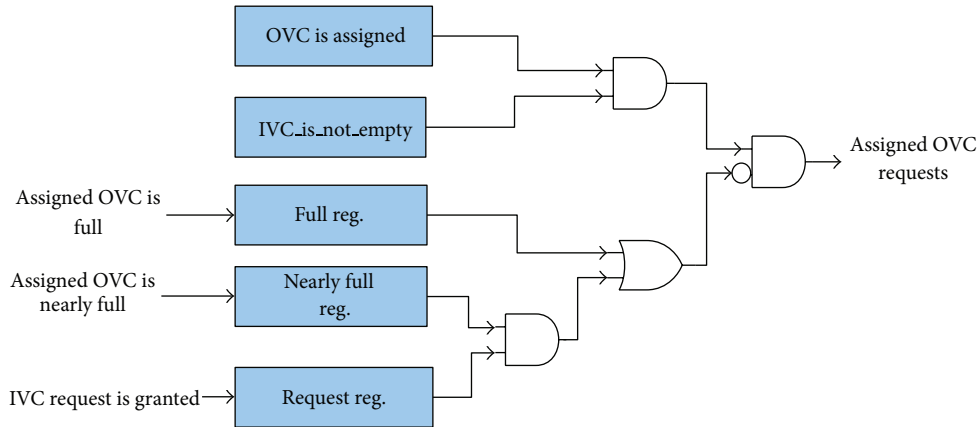 OVC is assigned
IVC_is_not_empty
Assigned OVC
requests
Assigned OVC is
full
Full reg.
Assigned OVC is
nearly full
Nearly full
reg.
IVC request is granted
Request reg.